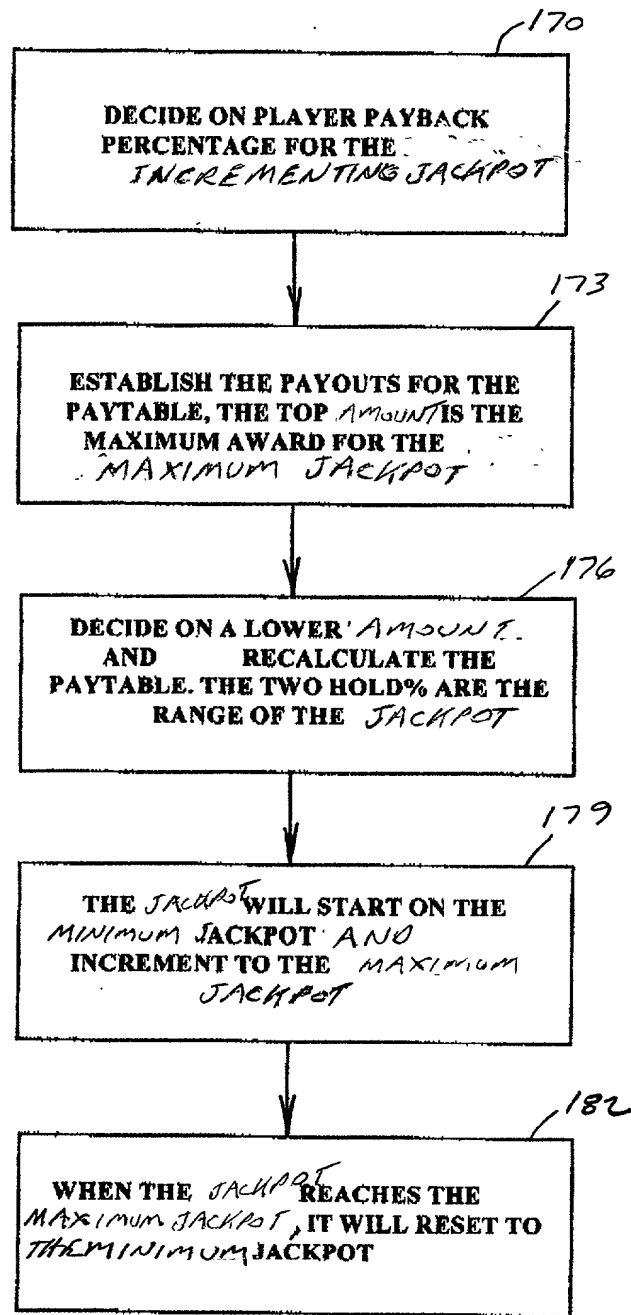 170
DECIDE ON PLAYER PAYBACK
PERCENTAGE FOR THE
INCREMENTING JACKPOT
173
ESTABLISH THE PAYOUTS FOR THE
PAYTABLE, THE TOP AMOUNT IS THE
MAXIMUM AWARD FOR THE
MAXIMUM JACKPOT
176
DECIDE ON A LOWER AMOUNT
AND RECALCULATE THE
PAYTABLE. THE TWO HOLD% ARE THE
RANGE OF THE JACKPOT
179
THE JACKPOT WILL START ON THE
MINIMUM JACKPOT AND
INCREMENT TO THE MAXIMUM
JACKPOT
182
WHEN THE JACKPOT REACHES THE
MAXIMUM JACKPOT, IT WILL RESET TO
THE MINIMUM JACKPOT